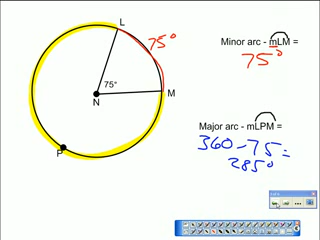 L
75°
Minor arc - mLM =
75°
75°
N
M
Major arc - mLPM =
360 - 75 =
285°
P